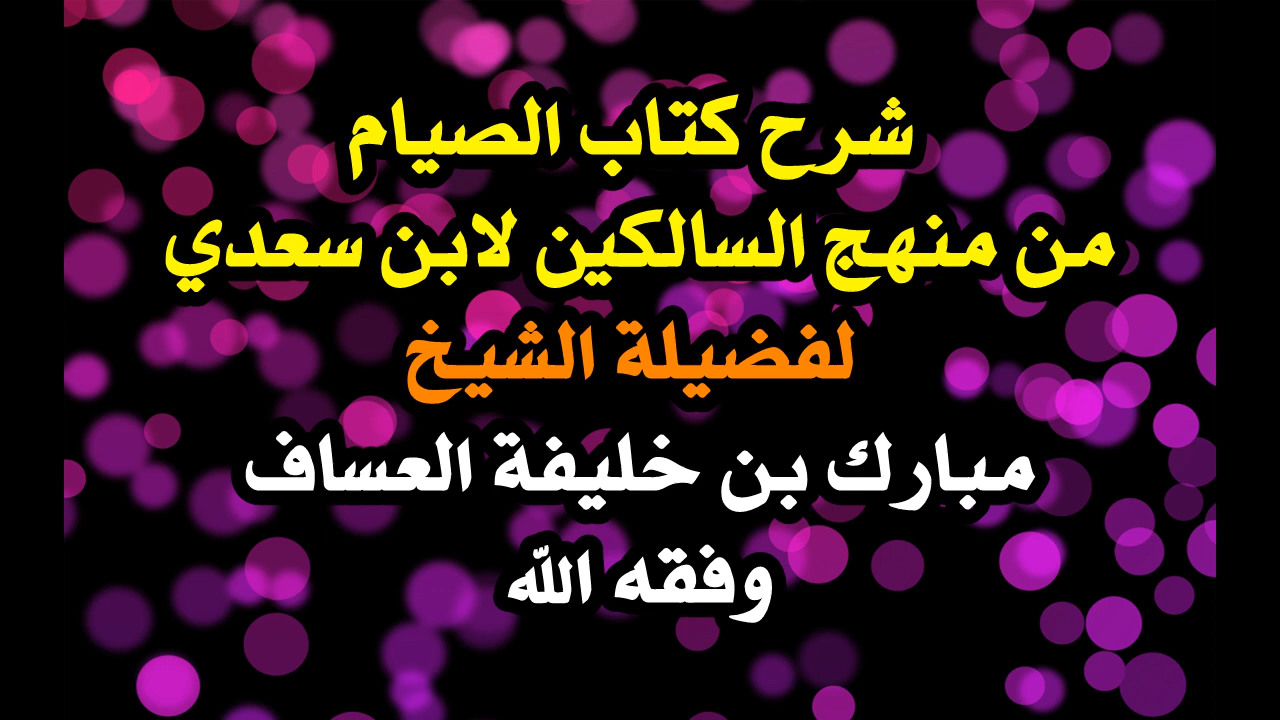 شرح كتاب الصيام
من منهج السالكين لابن سعدي
لفضيلة الشيخ
مبارك بن خليفة العساف
وفقه الله